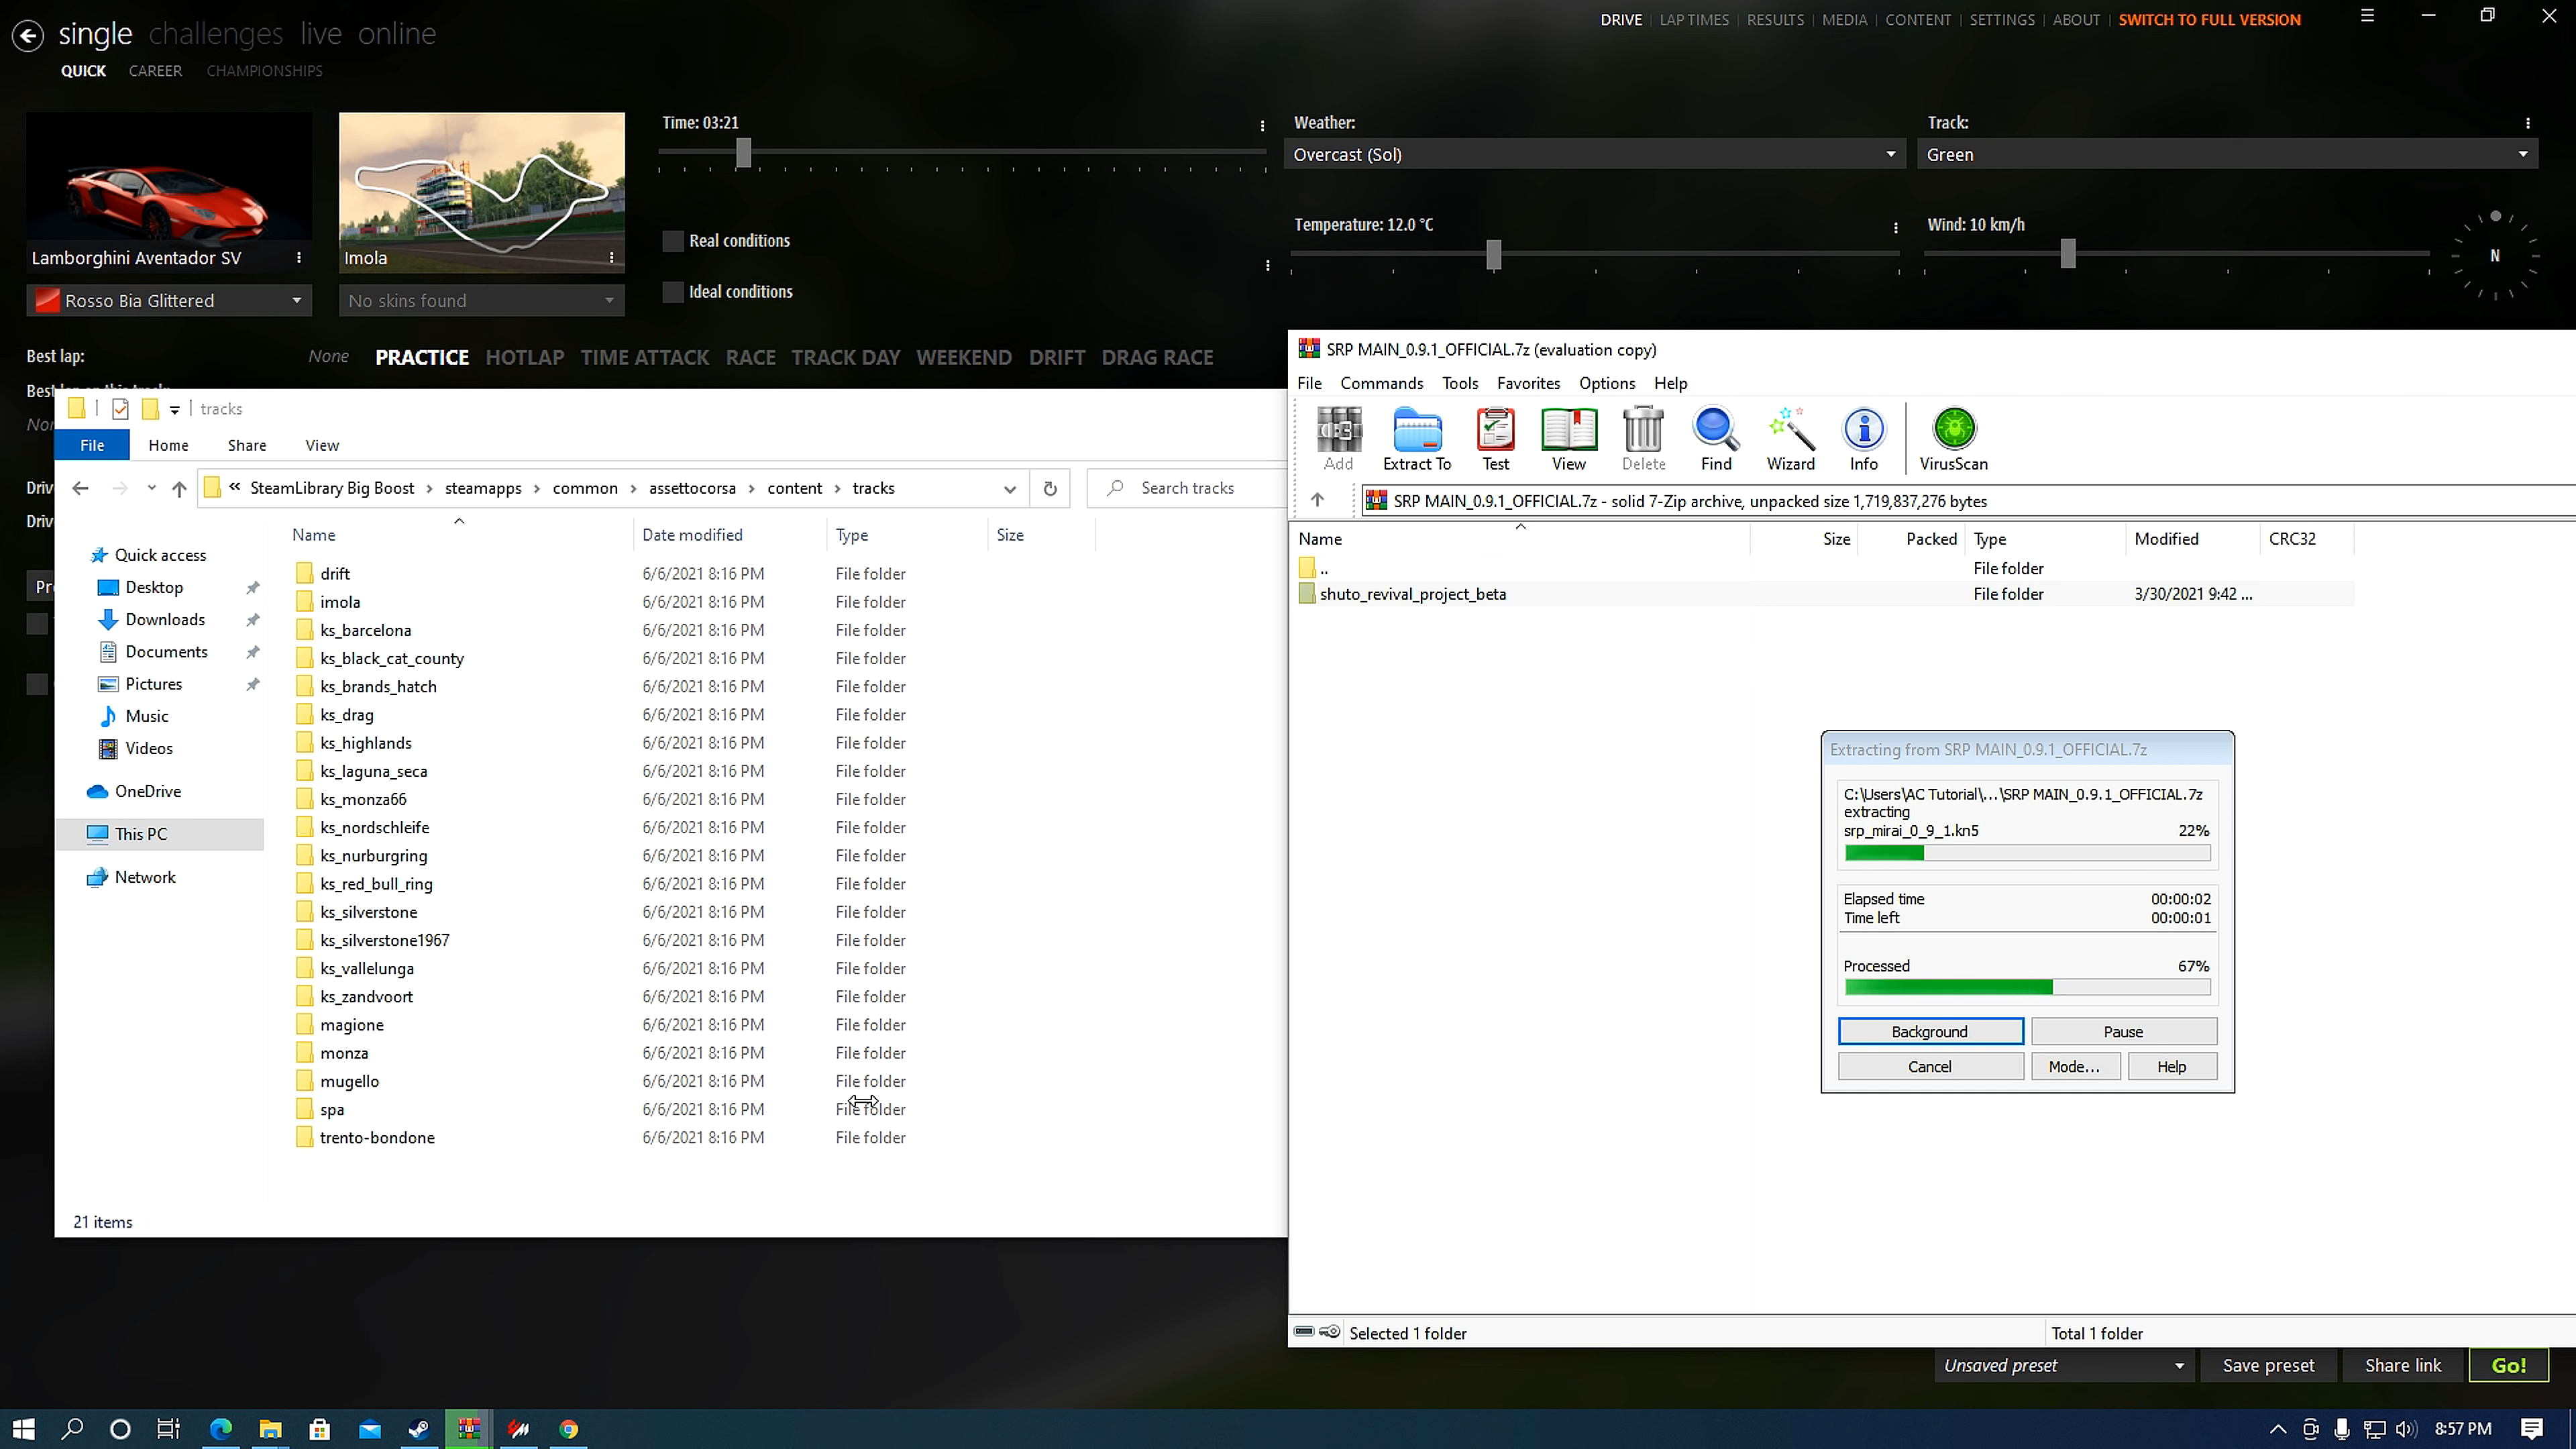 single challenges live online
DRIVE | LAP TIMES | RESULTS | MEDIA | CONTENT | SETTINGS | ABOUT | SWITCH TO FULL VERSION
QUICK CAREER CHAMPIONSHIPS
Lamborghini Aventador SV
Rosso Bia Glittered
Imola
No skins found
Time: 03:21
Real conditions
Ideal conditions
Weather:
Overcast (Sol)
Track:
Green
Temperature: 12.0 °C
Wind: 10 km/h
N
Best lap: None
PRACTICE HOTLAP TIME ATTACK RACE TRACK DAY WEEKEND DRIFT DRAG RACE
tracks
File Home Share View
« SteamLibrary Big Boost › steamapps › common › assettocorsa › content › tracks
Search tracks
Quick access
Desktop
Downloads
Documents
Pictures
Music
Videos
OneDrive
This PC
Network
Name Date modified Type Size
drift 6/6/2021 8:16 PM File folder
imola 6/6/2021 8:16 PM File folder
ks_barcelona 6/6/2021 8:16 PM File folder
ks_black_cat_county 6/6/2021 8:16 PM File folder
ks_brands_hatch 6/6/2021 8:16 PM File folder
ks_drag 6/6/2021 8:16 PM File folder
ks_highlands 6/6/2021 8:16 PM File folder
ks_laguna_seca 6/6/2021 8:16 PM File folder
ks_monza66 6/6/2021 8:16 PM File folder
ks_nordschleife 6/6/2021 8:16 PM File folder
ks_nurburgring 6/6/2021 8:16 PM File folder
ks_red_bull_ring 6/6/2021 8:16 PM File folder
ks_silverstone 6/6/2021 8:16 PM File folder
ks_silverstone1967 6/6/2021 8:16 PM File folder
ks_vallelunga 6/6/2021 8:16 PM File folder
ks_zandvoort 6/6/2021 8:16 PM File folder
magione 6/6/2021 8:16 PM File folder
monza 6/6/2021 8:16 PM File folder
mugello 6/6/2021 8:16 PM File folder
spa 6/6/2021 8:16 PM File folder
trento-bondone 6/6/2021 8:16 PM File folder
21 items
SRP MAIN_0.9.1_OFFICIAL.7z (evaluation copy)
File Commands Tools Favorites Options Help
Add Extract To Test View Delete Find Wizard Info VirusScan
SRP MAIN_0.9.1_OFFICIAL.7z - solid 7-Zip archive, unpacked size 1,719,837,276 bytes
Name Size Packed Type Modified CRC32
.. File folder
shuto_revival_project_beta File folder 3/30/2021 9:42 ...
Extracting from SRP MAIN_0.9.1_OFFICIAL.7z
C:\Users\AC Tutorial\...\SRP MAIN_0.9.1_OFFICIAL.7z
extracting
srp_mirai_0_9_1.kn5 22%
Elapsed time 00:00:02
Time left 00:00:01
Processed 67%
Background Pause
Cancel Mode... Help
Selected 1 folder Total 1 folder
Unsaved preset Save preset Share link Go!
8:57 PM